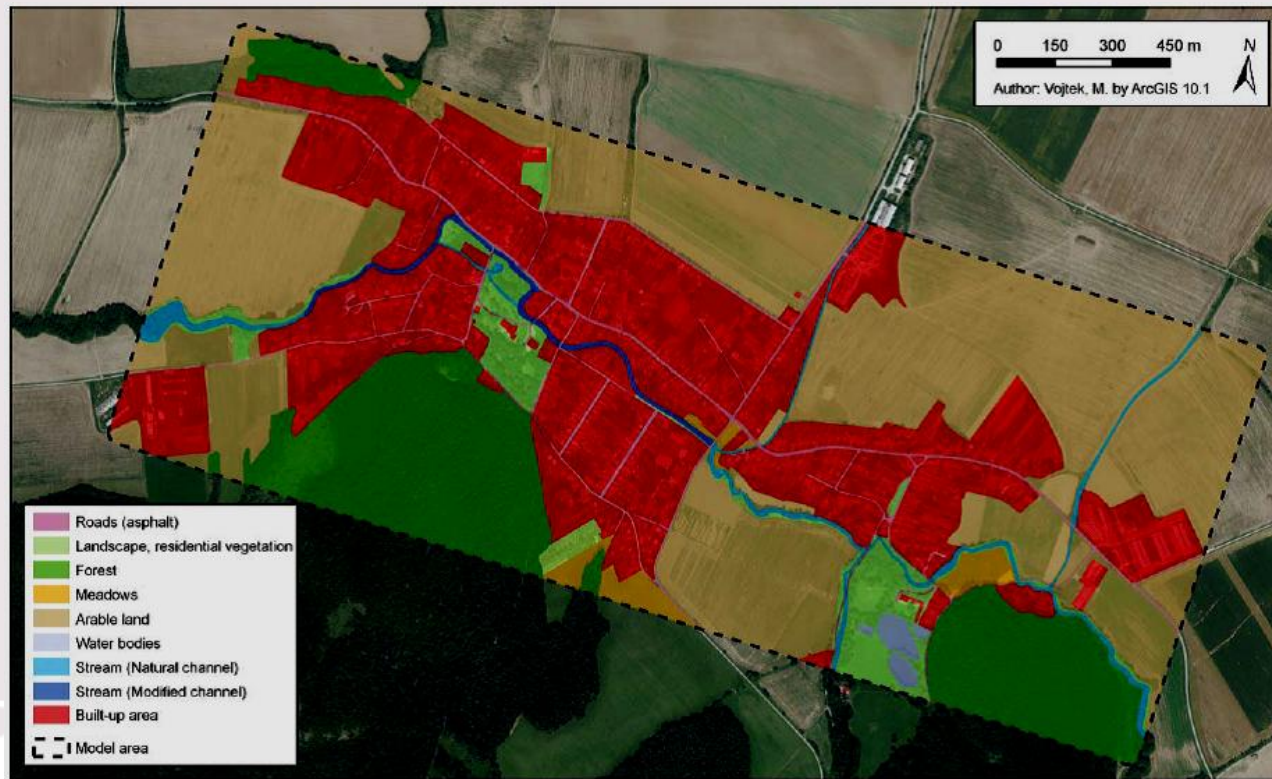 0 150 300 450 m
N
Author: Vojtek, M. by ArcGIS 10.1
Roads (asphalt)
Landscape, residential vegetation
Forest
Meadows
Arable land
Water bodies
Stream (Natural channel)
Stream (Modified channel)
Built-up area
Model area